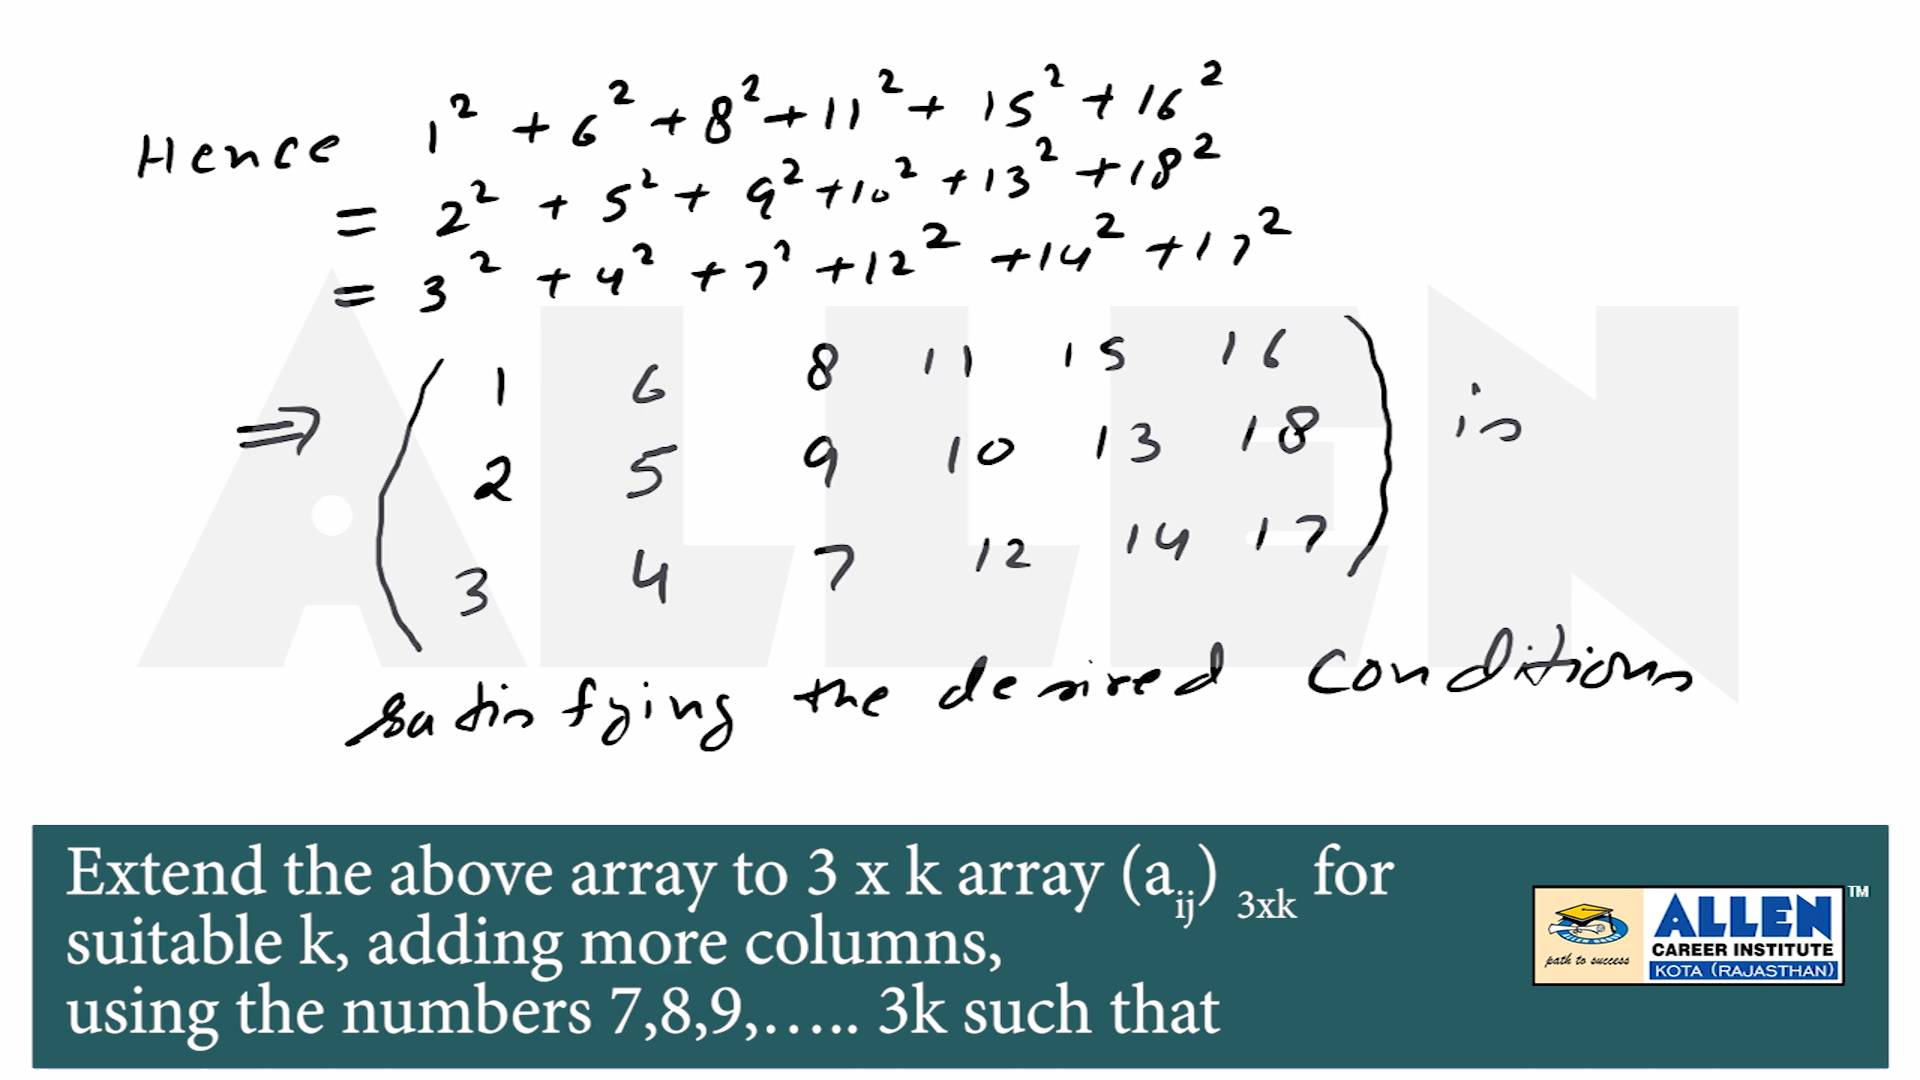 Hence 1² + 6² + 8² + 11² + 15² + 16²
= 2² + 5² + 9² + 10² + 13² + 18²
= 3² + 4² + 7² + 12² + 14² + 17²
1 6 8 11 15 16
⇒ 2 5 9 10 13 18 is
3 4 7 12 14 17
satisfying the desired conditions
ALLEN
Extend the above array to 3 x k array (aij) 3xk for
suitable k, adding more columns,
using the numbers 7,8,9,….. 3k such that
ALLEN TM
CAREER INSTITUTE
KOTA (RAJASTHAN)
path to success